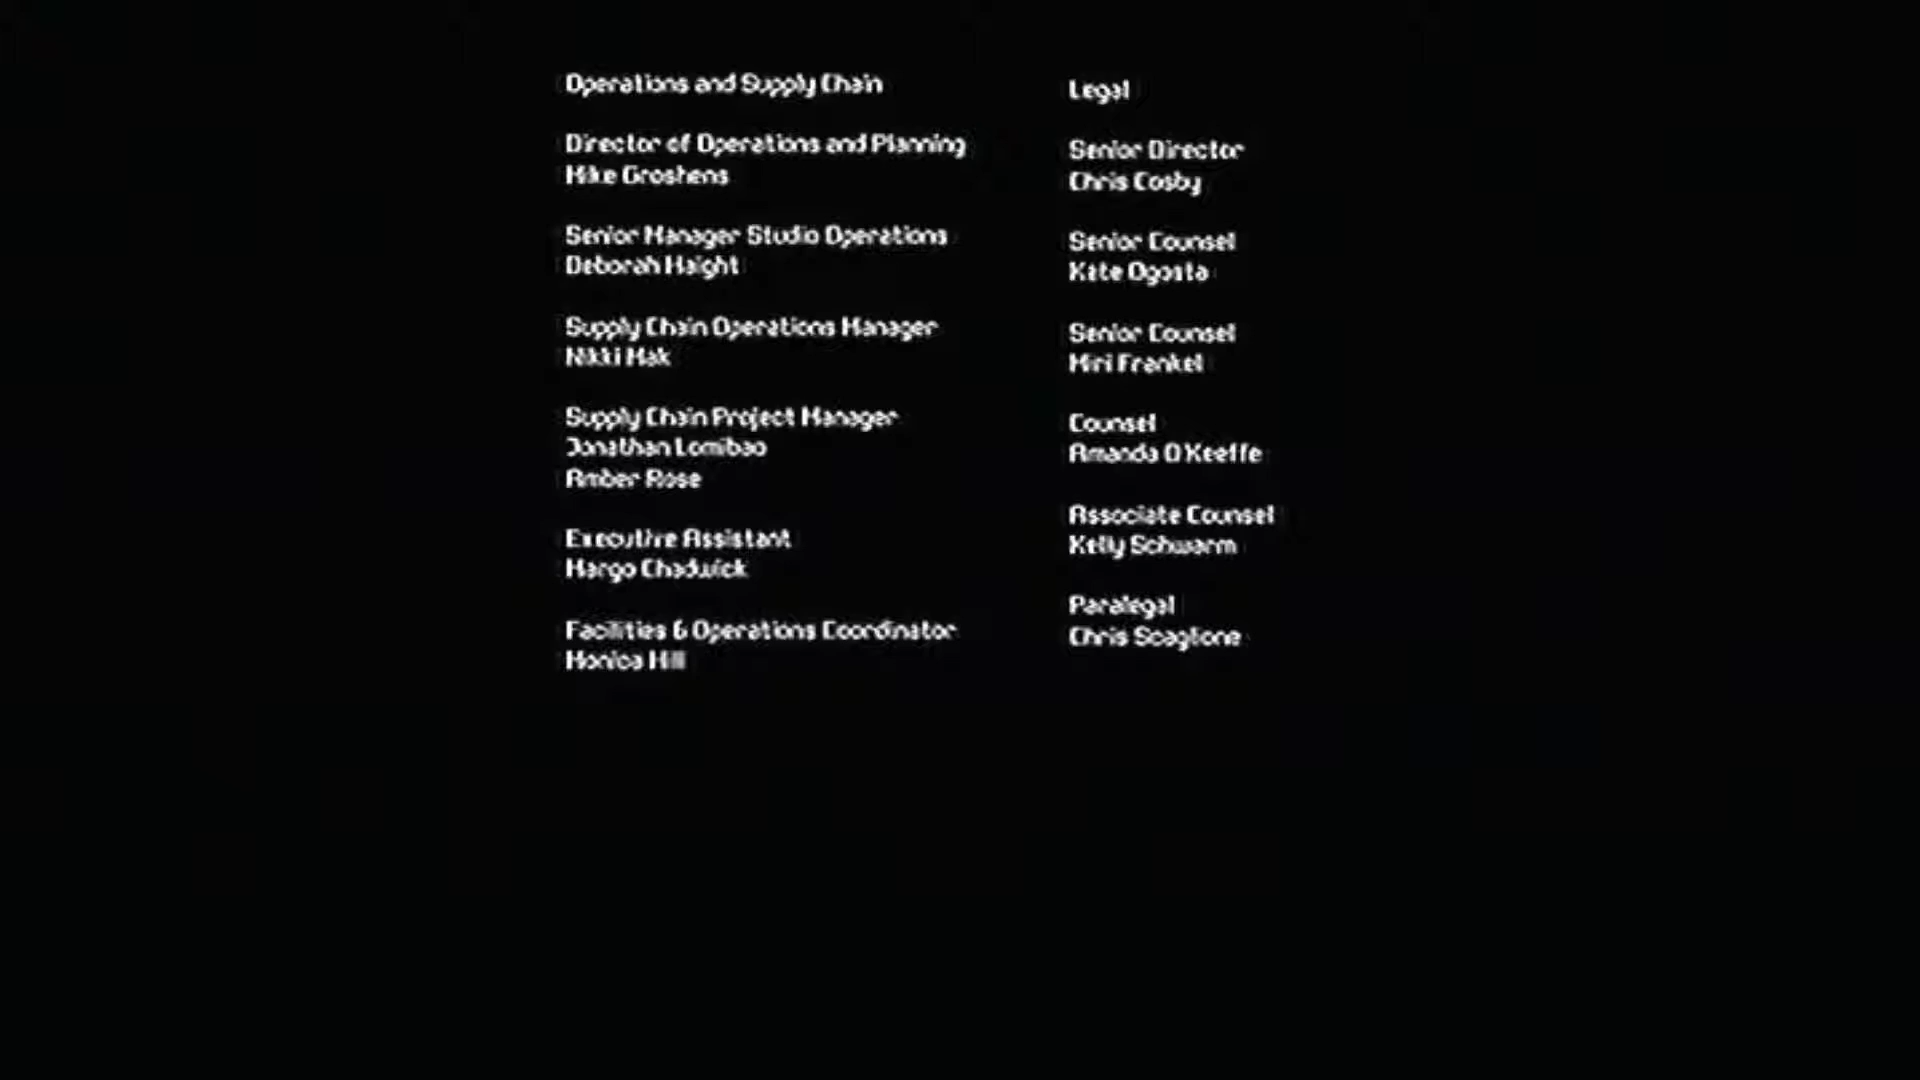 Operations and Supply Chain
Director of Operations and Planning
Mike Groshens
Senior Manager Studio Operations
Deborah Haight
Supply Chain Operations Manager
Nikki Mak
Supply Chain Project Manager
Jonathan Lomibao
Amber Rose
Executive Assistant
Margo Chadwick
Facilities & Operations Coordinator
Monica Hill
Legal
Senior Director
Chris Cosby
Senior Counsel
Kate Ogosta
Senior Counsel
Miri Frankel
Counsel
Amanda O'Keeffe
Associate Counsel
Kelly Schwarm
Paralegal
Chris Scaglione